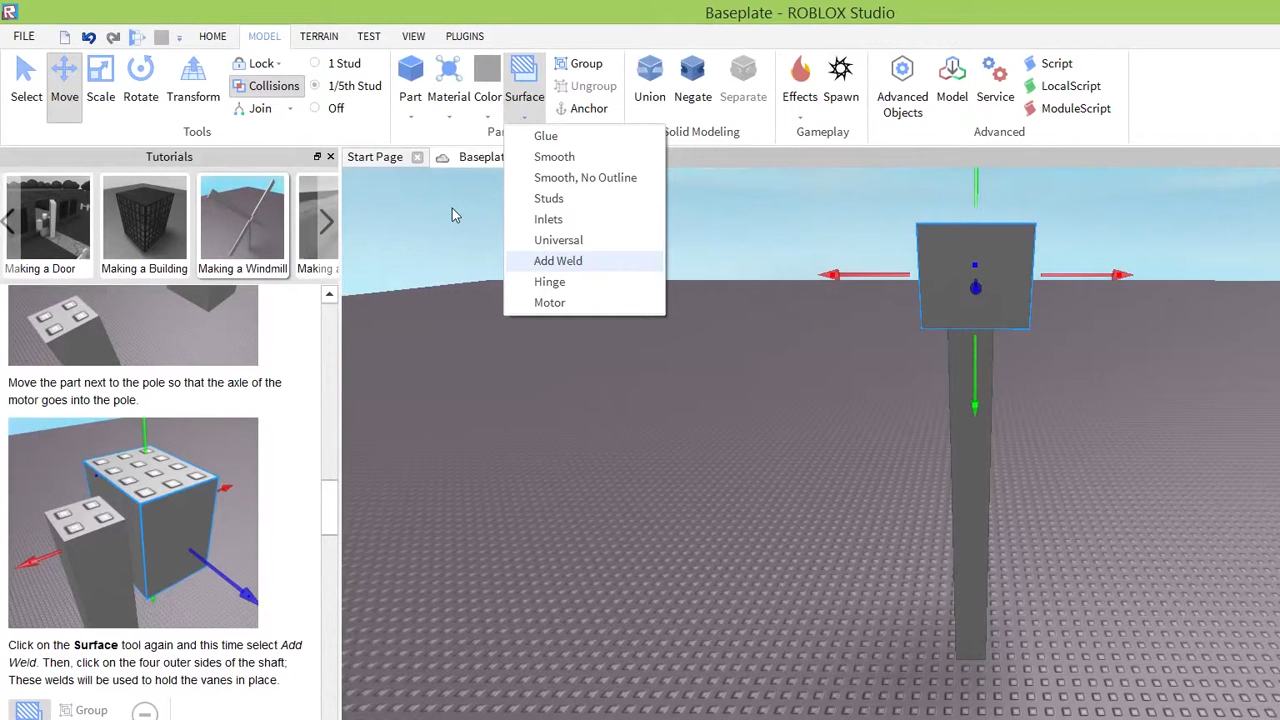 Baseplate - ROBLOX Studio
FILE HOME MODEL TERRAIN TEST VIEW PLUGINS
Select Move Scale Rotate Transform
Lock
Collisions
Join
1 Stud
1/5th Stud
Off
Part Material Color Surface
Group
Ungroup
Anchor
Union Negate Separate
Effects Spawn
Advanced Objects
Model Service
Script
LocalScript
ModuleScript
Tools
Pa
olid Modeling
Gameplay
Advanced
Tutorials
Start Page
Baseplat
Glue
Smooth
Smooth, No Outline
Studs
Inlets
Universal
Add Weld
Hinge
Motor
Making a Door Making a Building Making a Windmill Making a
Move the part next to the pole so that the axle of the
motor goes into the pole.
Click on the Surface tool again and this time select Add
Weld. Then, click on the four outer sides of the shaft;
These welds will be used to hold the vanes in place.
Group